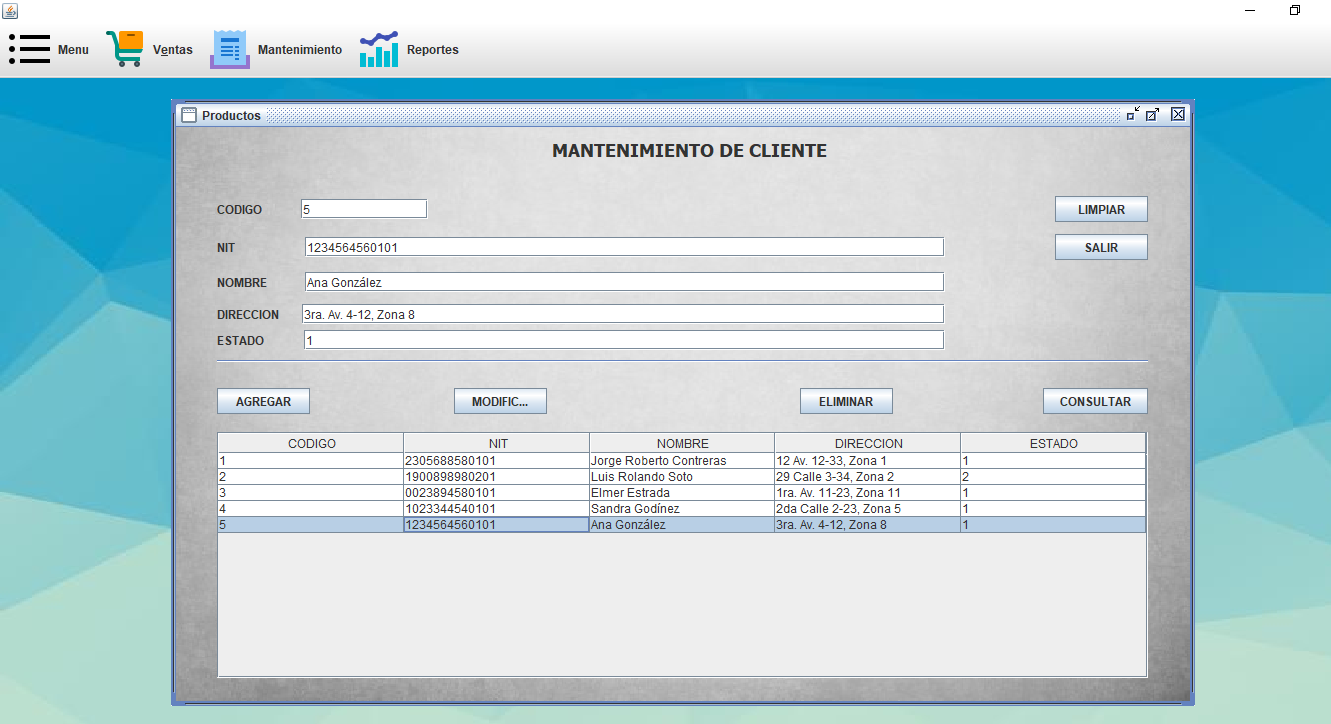 Menu Ventas Mantenimiento Reportes
Productos
MANTENIMIENTO DE CLIENTE
CODIGO 5 LIMPIAR
NIT 1234564560101 SALIR
NOMBRE Ana González
DIRECCION 3ra. Av. 4-12, Zona 8
ESTADO 1
AGREGAR MODIFIC... ELIMINAR CONSULTAR
CODIGO NIT NOMBRE DIRECCION ESTADO
1 2305688580101 Jorge Roberto Contreras 12 Av. 12-33, Zona 1 1
2 1900898980201 Luis Rolando Soto 29 Calle 3-34, Zona 2 2
3 0023894580101 Elmer Estrada 1ra. Av. 11-23, Zona 11 1
4 1023344540101 Sandra Godínez 2da Calle 2-23, Zona 5 1
5 1234564560101 Ana González 3ra. Av. 4-12, Zona 8 1